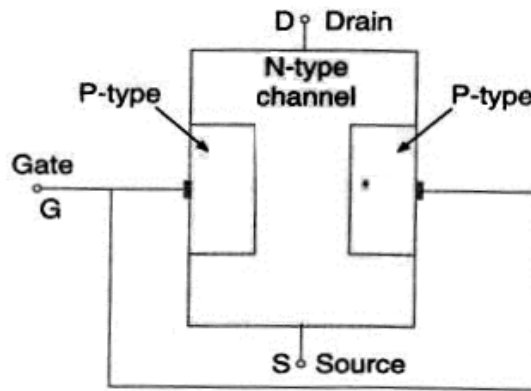 D Drain
N-type
channel
P-type
P-type
Gate
G
S Source